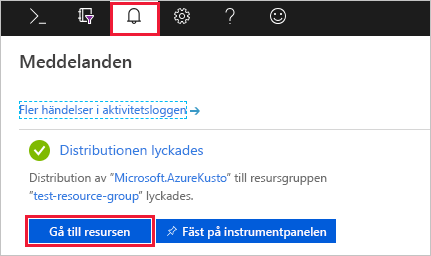 Meddelanden
Fler händelser i aktivitetsloggen →
Distributionen lyckades
Distribution av ”Microsoft.AzureKusto” till resursgruppen
”test-resource-group” lyckades.
Gå till resursen
Fäst på instrumentpanelen